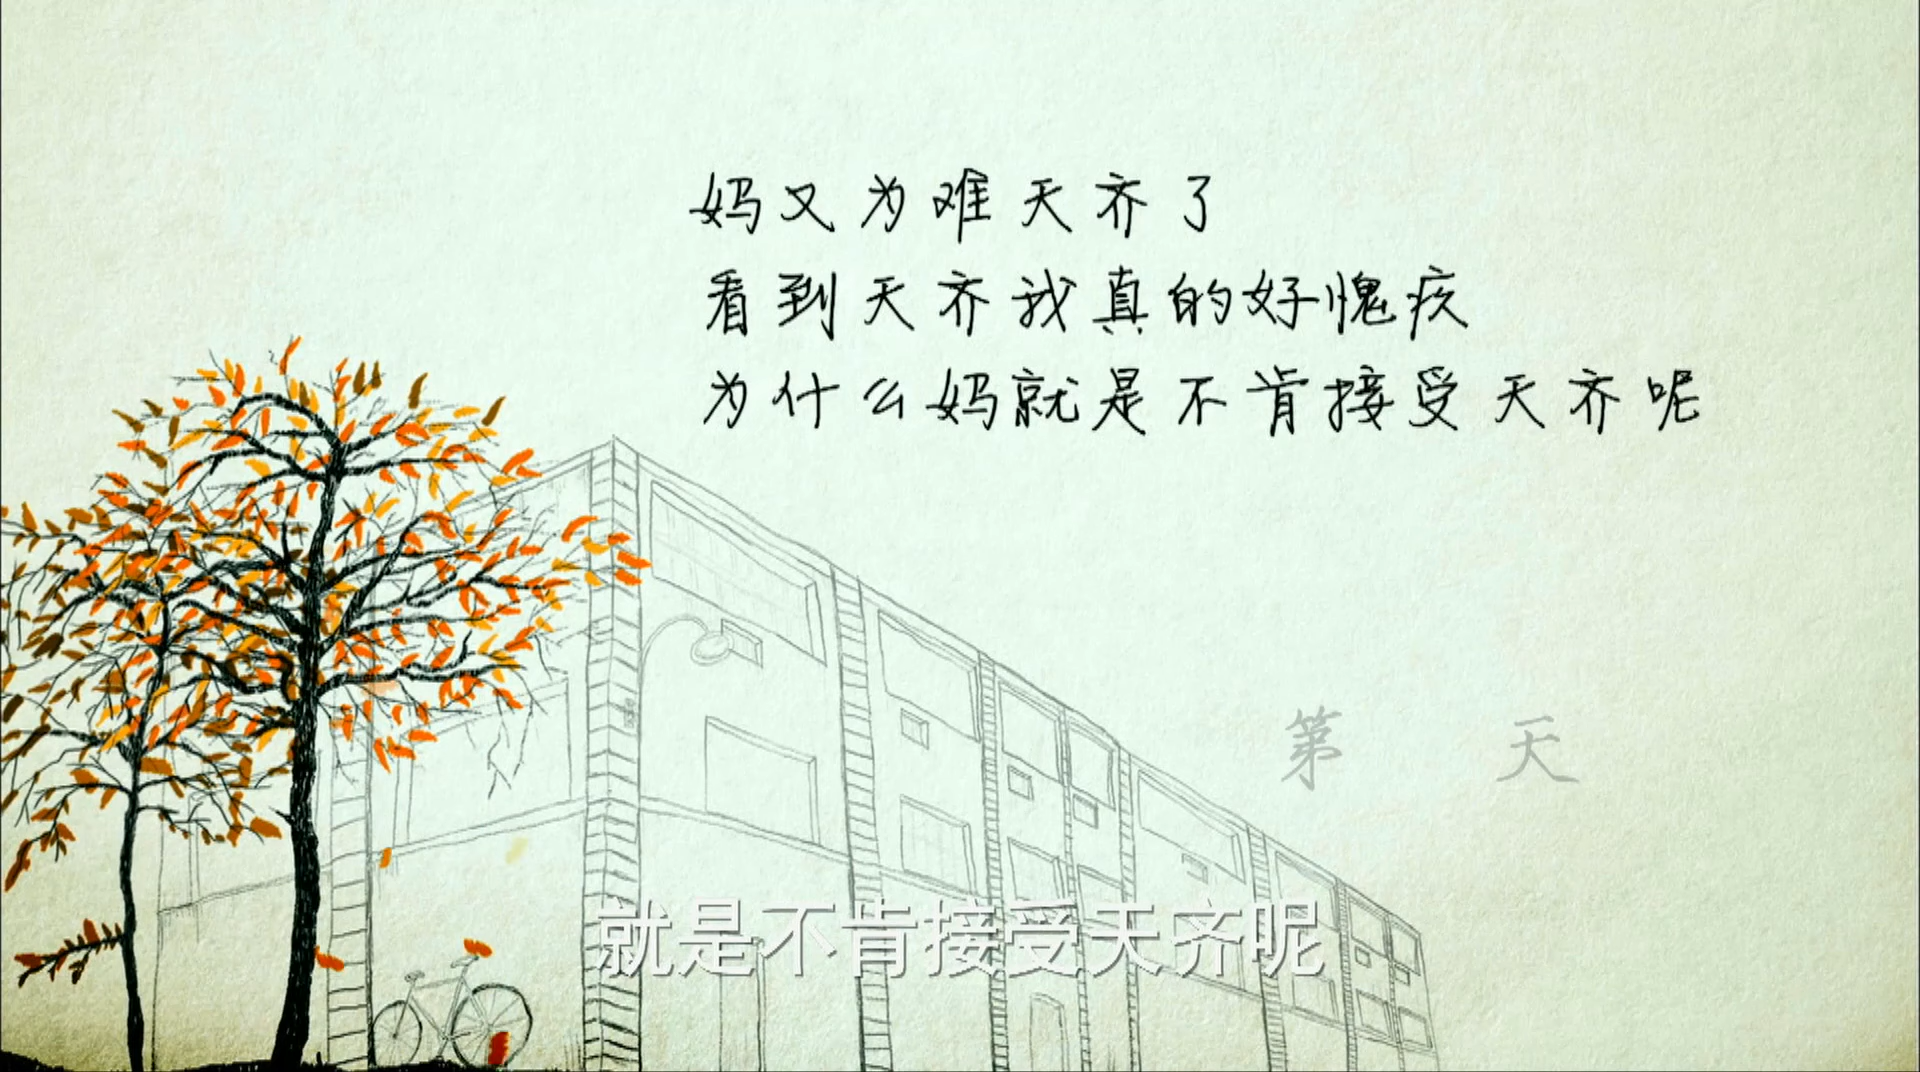 妈又为难天齐了
看到天齐我真的好愧疚
为什么妈就是不肯接受天齐呢
第 天
就是不肯接受天齐呢